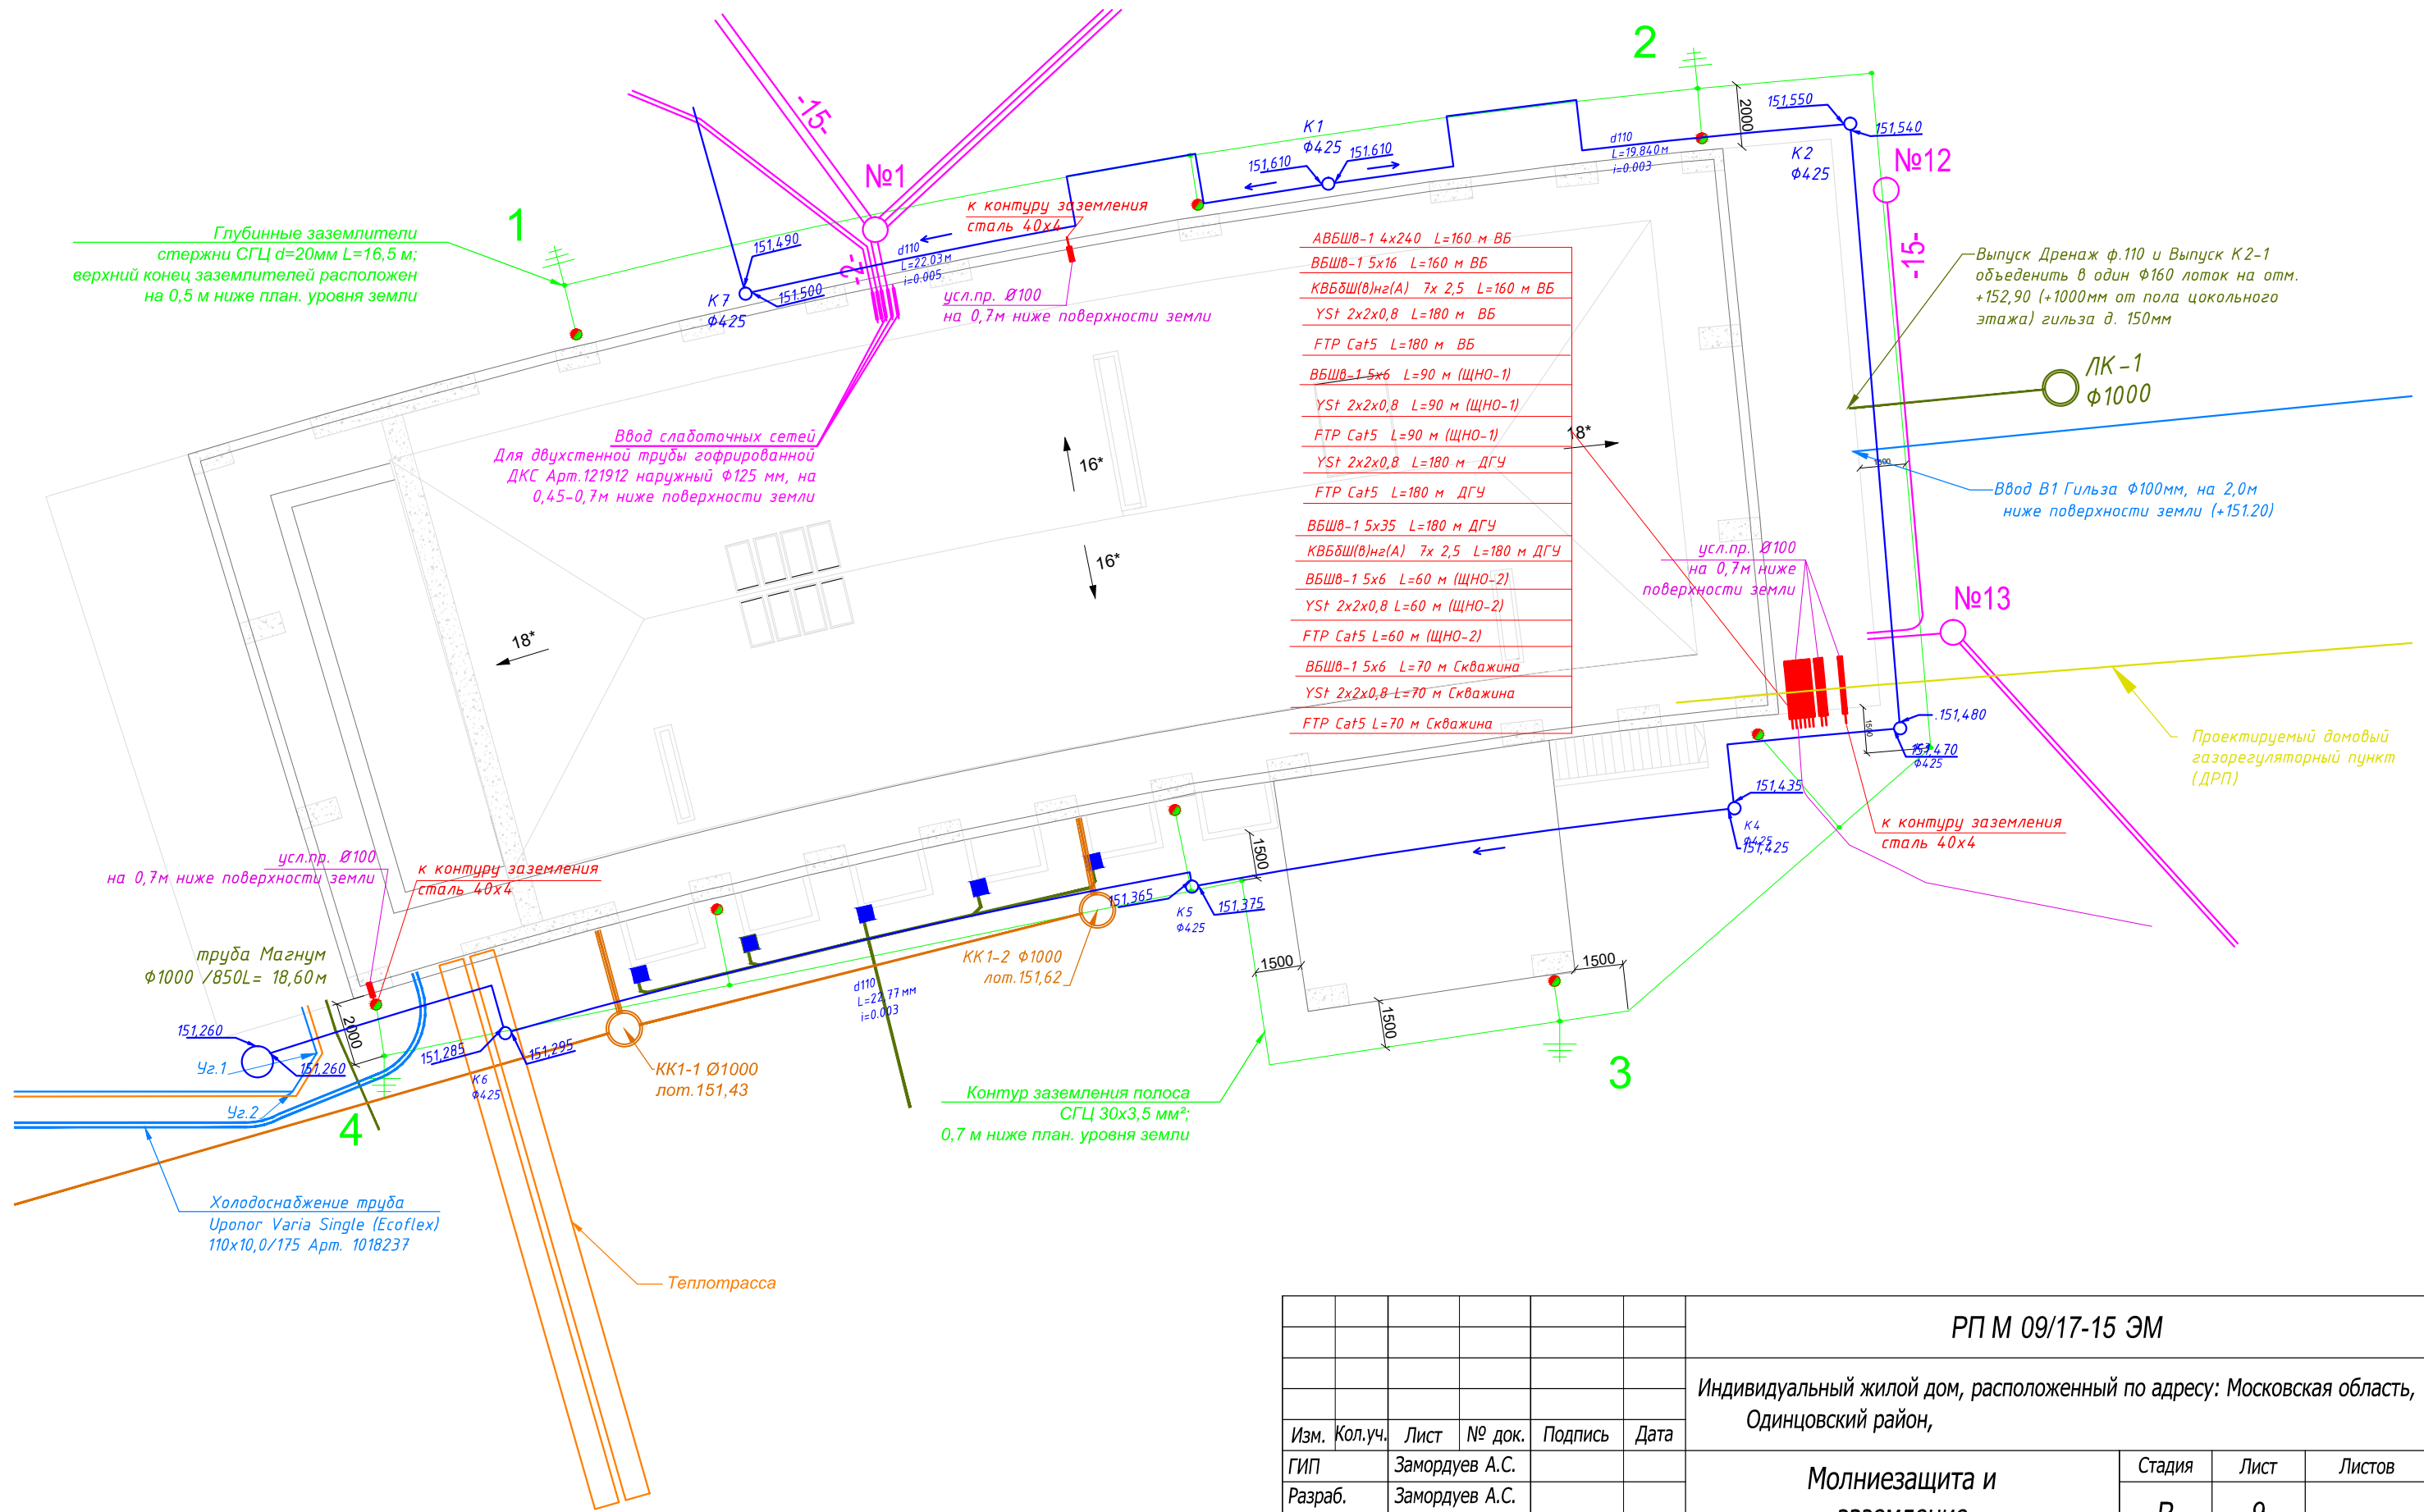 2
151,550
2000
151,540
К1
Ф425
151,610
151.610
d110
L=19.840м
i=0.003
К2
Ф425
№12
-15-
№1
к контуру заземления
сталь 40х4
1
Глубинные заземлители
стержни СГЦ d=20мм L=16,5 м;
верхний конец заземлителей расположен
на 0,5 м ниже план. уровня земли
151,490
d110
L=22.03м
i=0.005
-2-
151.500
К7
Ф425
усл.пр. Ø100
на 0,7м ниже поверхности земли
АВБШв-1 4х240 L=160 м ВБ
ВБШв-1 5х16 L=160 м ВБ
КВБбШ(в)нг(А) 7х 2,5 L=160 м ВБ
YSt 2x2x0,8 L=180 м ВБ
FTP Cat5 L=180 м ВБ
ВБШв-1 5х6 L=90 м (ЩНО-1)
YSt 2x2x0,8 L=90 м (ЩНО-1)
FTP Cat5 L=90 м (ЩНО-1)
YSt 2x2x0,8 L=180 м ДГУ
FTP Cat5 L=180 м ДГУ
ВБШв-1 5х35 L=180 м ДГУ
КВБбШ(в)нг(А) 7х 2,5 L=180 м ДГУ
ВБШв-1 5х6 L=60 м (ЩНО-2)
YSt 2x2x0,8 L=60 м (ЩНО-2)
FTP Cat5 L=60 м (ЩНО-2)
ВБШв-1 5х6 L=70 м Скважина
YSt 2x2x0,8 L=70 м Скважина
FTP Cat5 L=70 м Скважина
-15-
Выпуск Дренаж ф.110 и Выпуск К2-1
объеденить в один Ф160 лоток на отм.
+152,90 (+1000мм от пола цокольного
этажа) гильза д. 150мм
ЛК-1
Ф1000
Ввод слаботочных сетей
Для двухстенной трубы гофрированной
ДКС Арт.121912 наружный Ф125 мм, на
0,45-0,7м ниже поверхности земли
18*
16*
16*
18*
Ввод В1 Гильза Ф100мм, на 2,0м
ниже поверхности земли (+151.20)
усл.пр. Ø100
на 0,7м ниже
поверхности земли
№13
.151,480
1500
151,470
Ф425
Проектируемый домовый
газорегуляторный пункт
(ДРП)
151,435
К4
Ф425
151,425
к контуру заземления
сталь 40х4
усл.пр. Ø100
на 0,7м ниже поверхности земли
к контуру заземления
сталь 40х4
1500
151,365
К5
Ф425
151,375
труба Магнум
Ф1000 /850L= 18,60м
КК1-2 Ф1000
лот.151,62
1500
1500
1500
d110
L=22.77мм
i=0.003
2000
151,260
151,260
Уг.1
Уг.2
151,285
151,295
К6
Ф425
КК1-1 Ø1000
лот.151,43
3
4
Контур заземления полоса
СГЦ 30х3,5 мм²;
0,7 м ниже план. уровня земли
Холодоснабжение труба
Uponor Varia Single (Ecoflex)
110х10,0/175 Арт. 1018237
Теплотрасса
РП М 09/17-15 ЭМ
Индивидуальный жилой дом, расположенный по адресу: Московская область,
Одинцовский район,
Изм. Кол.уч. Лист № док. Подпись Дата
ГИП Замордуев А.С.
Разраб. Замордуев А.С.
Молниезащита и
заземление
Стадия Лист Листов
Р 9